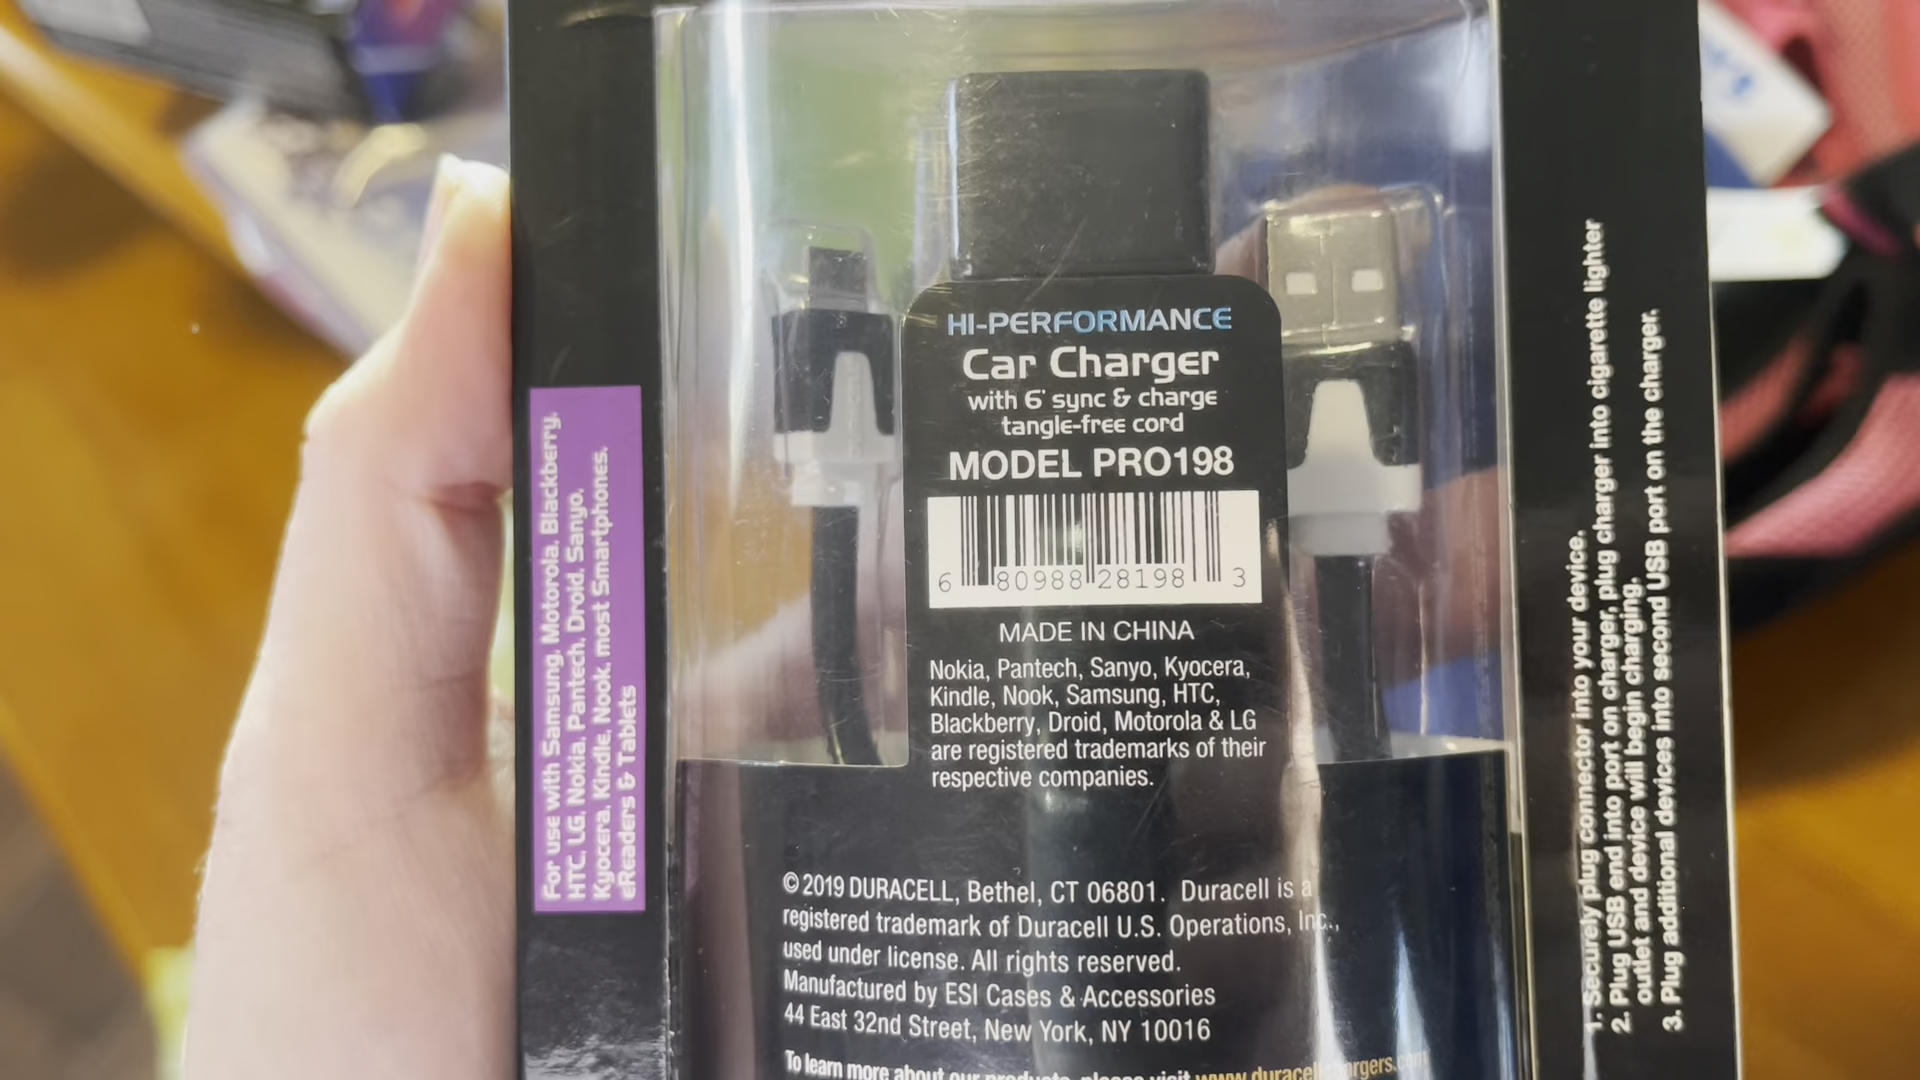 For use with Samsung, Motorola, Blackberry,
HTC, LG, Nokia, Pantech, Droid, Sanyo,
Kyocera, Kindle, Nook, most Smartphones,
eReaders & Tablets
HI-PERFORMANCE
Car Charger
with 6' sync & charge
tangle-free cord
MODEL PRO198
6 80988 28198 3
MADE IN CHINA
Nokia, Pantech, Sanyo, Kyocera,
Kindle, Nook, Samsung, HTC,
Blackberry, Droid, Motorola & LG
are registered trademarks of their
respective companies.
© 2019 DURACELL, Bethel, CT 06801. Duracell is a
registered trademark of Duracell U.S. Operations, Inc.,
used under license. All rights reserved.
Manufactured by ESI Cases & Accessories
44 East 32nd Street, New York, NY 10016
To learn more about our products, please visit www.duracellchargers.com
1. Securely plug connector into your device.
2. Plug USB end into port on charger, plug charger into cigarette lighter
outlet and device will begin charging.
3. Plug additional devices into second USB port on the charger.